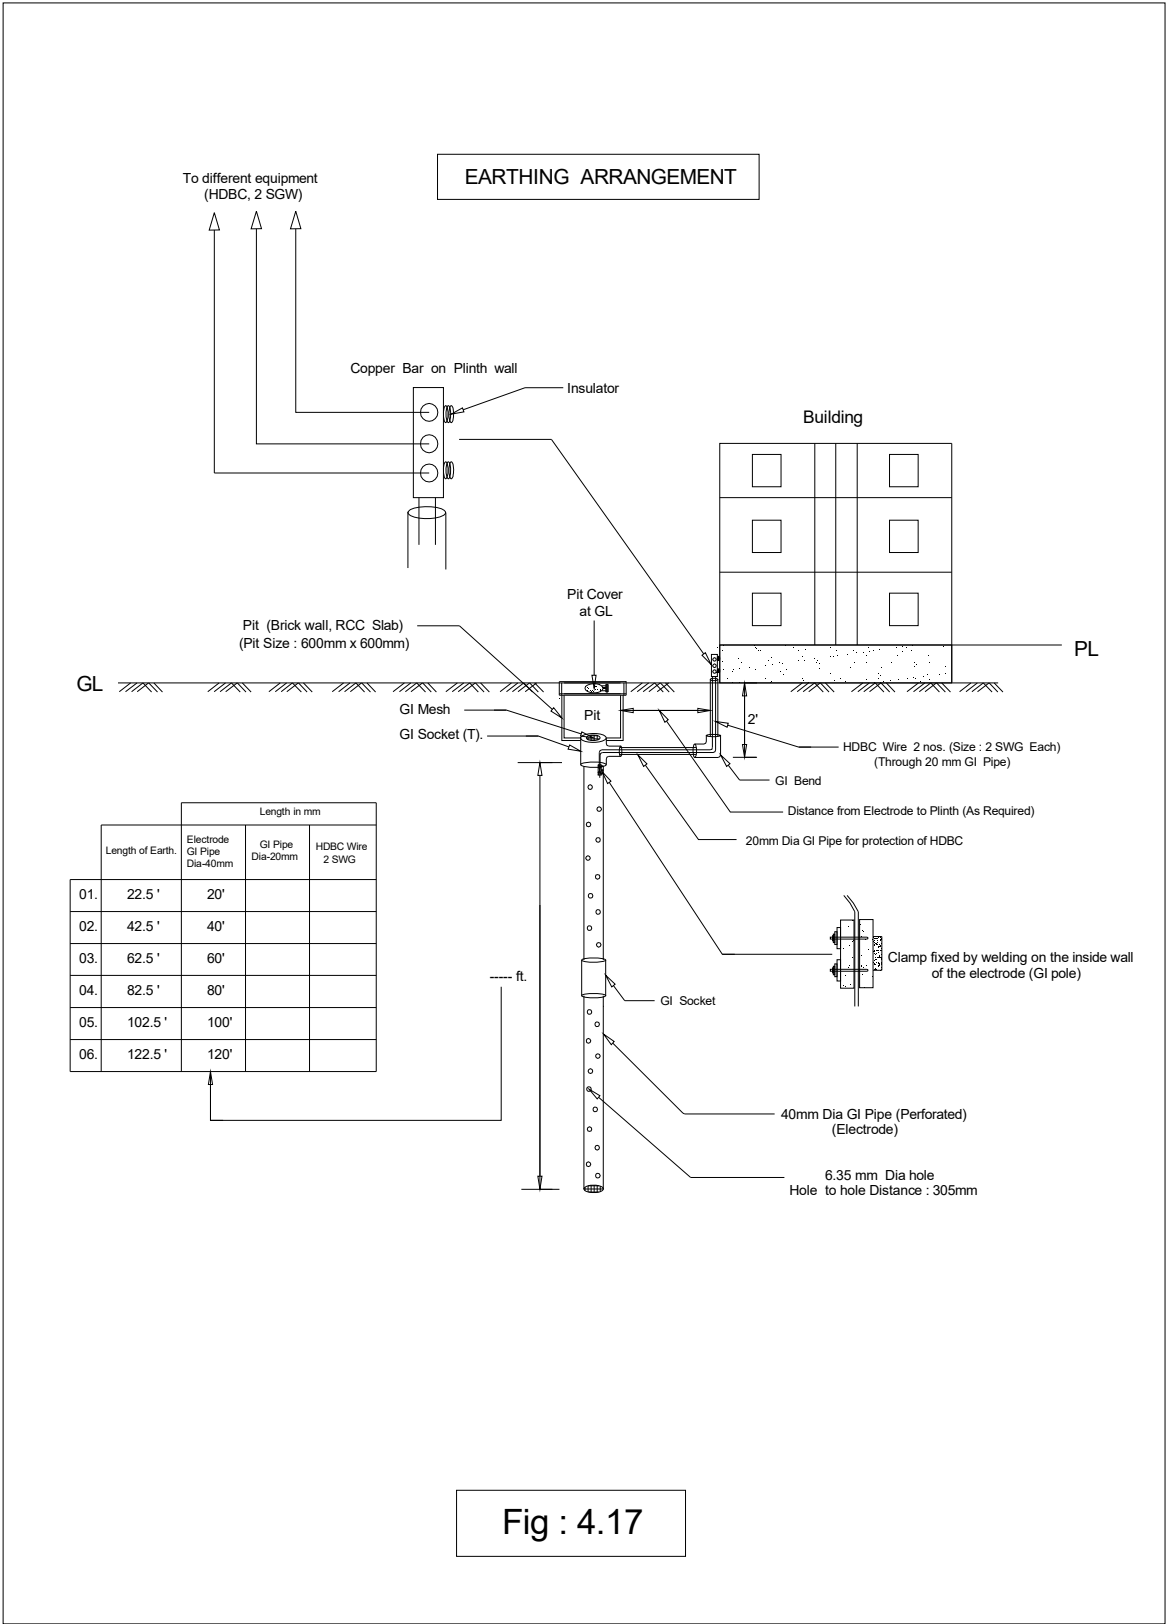 EARTHING ARRANGEMENT
To different equipment
(HDBC, 2 SGW)
Copper Bar on Plinth wall
Insulator
Building
Pit Cover
at GL
Pit (Brick wall, RCC Slab)
(Pit Size : 600mm x 600mm)
PL
GL
GI Mesh
Pit
2'
GI Socket (T).
HDBC Wire 2 nos. (Size : 2 SWG Each)
(Through 20 mm GI Pipe)
GI Bend
Distance from Electrode to Plinth (As Required)
20mm Dia GI Pipe for protection of HDBC
Length in mm
Length of Earth.
Electrode
GI Pipe
Dia-40mm
GI Pipe
Dia-20mm
HDBC Wire
2 SWG
01. 22.5 ' 20'
02. 42.5 ' 40'
03. 62.5 ' 60'
04. 82.5 ' 80'
05. 102.5 ' 100'
06. 122.5 ' 120'
----- ft.
Clamp fixed by welding on the inside wall
of the electrode (GI pole)
GI Socket
40mm Dia GI Pipe (Perforated)
(Electrode)
6.35 mm Dia hole
Hole to hole Distance : 305mm
Fig : 4.17